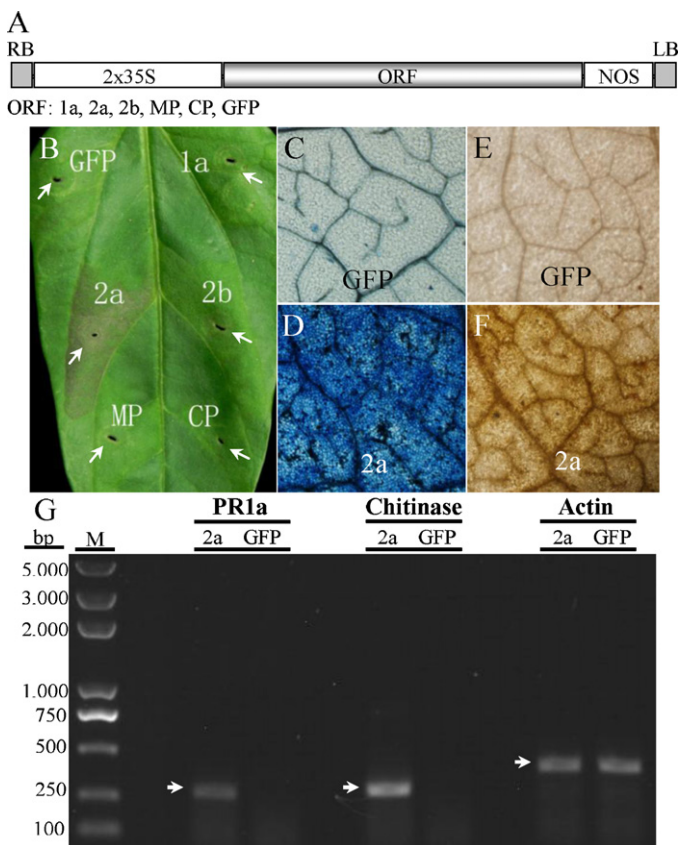 A
RB LB
2x35S ORF NOS
ORF: 1a, 2a, 2b, MP, CP, GFP
B GFP 1a
2a 2b
MP CP
C GFP
E GFP
D 2a
F 2a
G PR1a Chitinase Actin
bp M 2a GFP 2a GFP 2a GFP
5.000
3.000
2.000
1.000
750
500
250
100